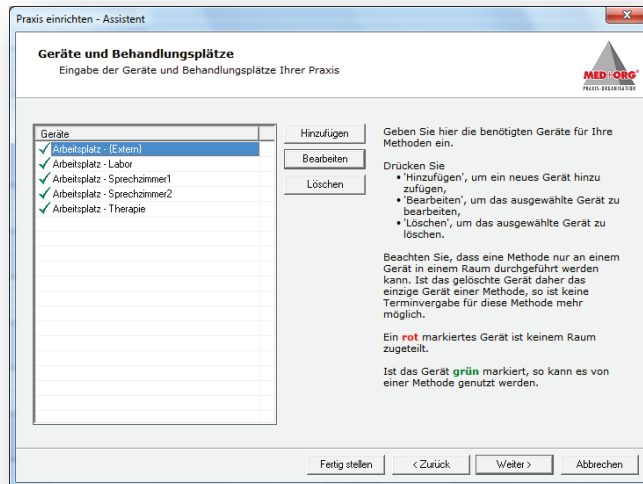 Praxis einrichten - Assistent
Geräte und Behandlungsplätze
Eingabe der Geräte und Behandlungsplätze Ihrer Praxis
MED+ORG®
PRAXIS-ORGANISATION
Geräte
Arbeitsplatz - {Extern}
Arbeitsplatz - Labor
Arbeitsplatz - Sprechzimmer1
Arbeitsplatz - Sprechzimmer2
Arbeitsplatz - Therapie
Hinzufügen
Bearbeiten
Löschen
Geben Sie hier die benötigten Geräte für Ihre
Methoden ein.
Drücken Sie
• 'Hinzufügen', um ein neues Gerät hinzu
zufügen,
• 'Bearbeiten', um das ausgewählte Gerät zu
bearbeiten,
• 'Löschen', um das ausgewählte Gerät zu
löschen.
Beachten Sie, dass eine Methode nur an einem
Gerät in einem Raum durchgeführt werden
kann. Ist das gelöschte Gerät daher das
einzige Gerät einer Methode, so ist keine
Terminvergabe für diese Methode mehr
möglich.
Ein rot markiertes Gerät ist keinem Raum
zugeteilt.
Ist das Gerät grün markiert, so kann es von
einer Methode genutzt werden.
Fertig stellen
< Zurück
Weiter >
Abbrechen